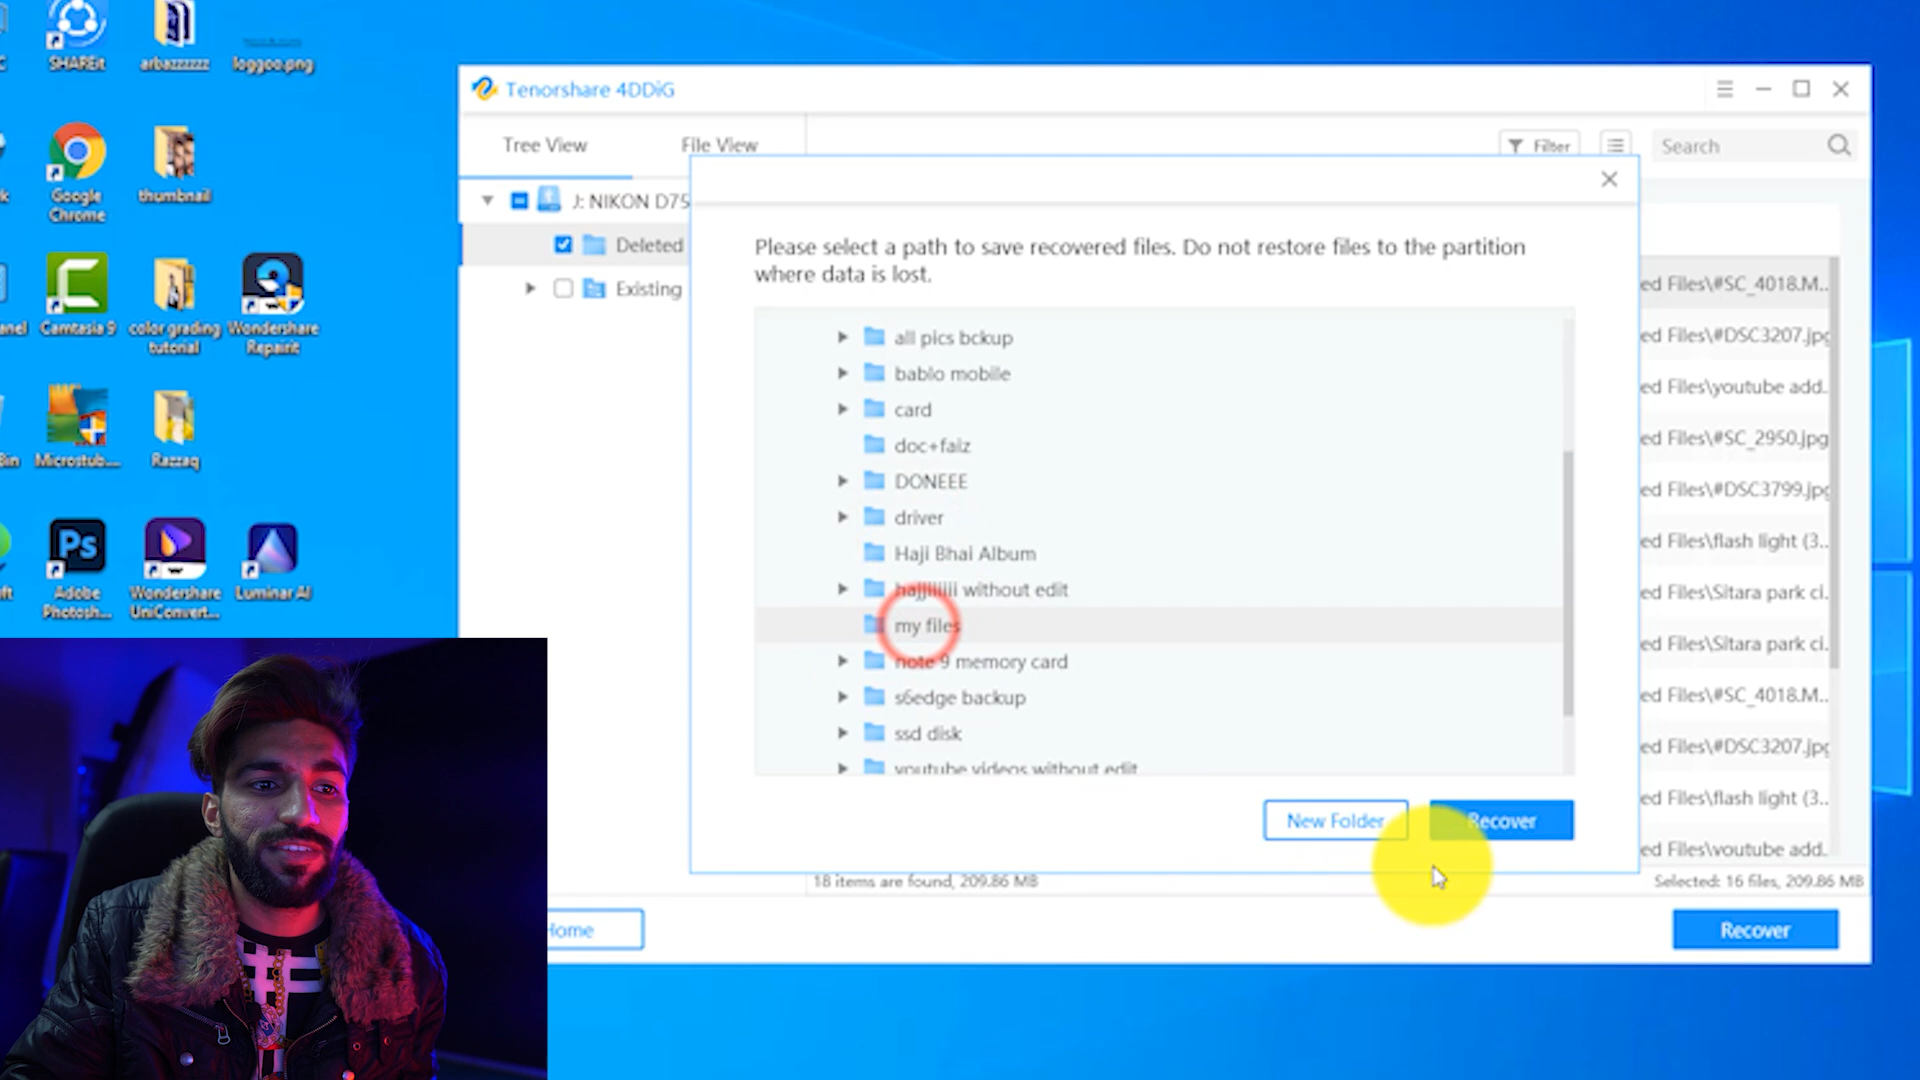 SHAREit
arbazzzzzz
loggoo.png
Google
Chrome
thumbnail
Camtasia 9
color grading
tutorial
Wondershare
Repairit
Microstub...
Razzaq
Ps
Adobe
Photosh...
Wondershare
UniConvert...
Luminar AI
Tenorshare 4DDiG
Tree View
File View
Filter
Search
J: NIKON D75
Deleted
Existing
Please select a path to save recovered files. Do not restore files to the partition
where data is lost.
all pics bckup
bablo mobile
card
doc+faiz
DONEEE
driver
Haji Bhai Album
hajjiiiiii without edit
my files
note 9 memory card
s6edge backup
ssd disk
youtube videos without edit
New Folder
Recover
ed Files\#SC_4018.M...
ed Files\#DSC3207.jpg
ed Files\youtube add...
ed Files\#SC_2950.jpg
ed Files\#DSC3799.jpg
ed Files\flash light (3...
ed Files\Sitara park ci...
ed Files\Sitara park ci...
ed Files\#SC_4018.M...
ed Files\#DSC3207.jpg
ed Files\flash light (3...
ed Files\youtube add...
18 items are found, 209.86 MB
Selected: 16 files, 209.86 MB
Home
Recover